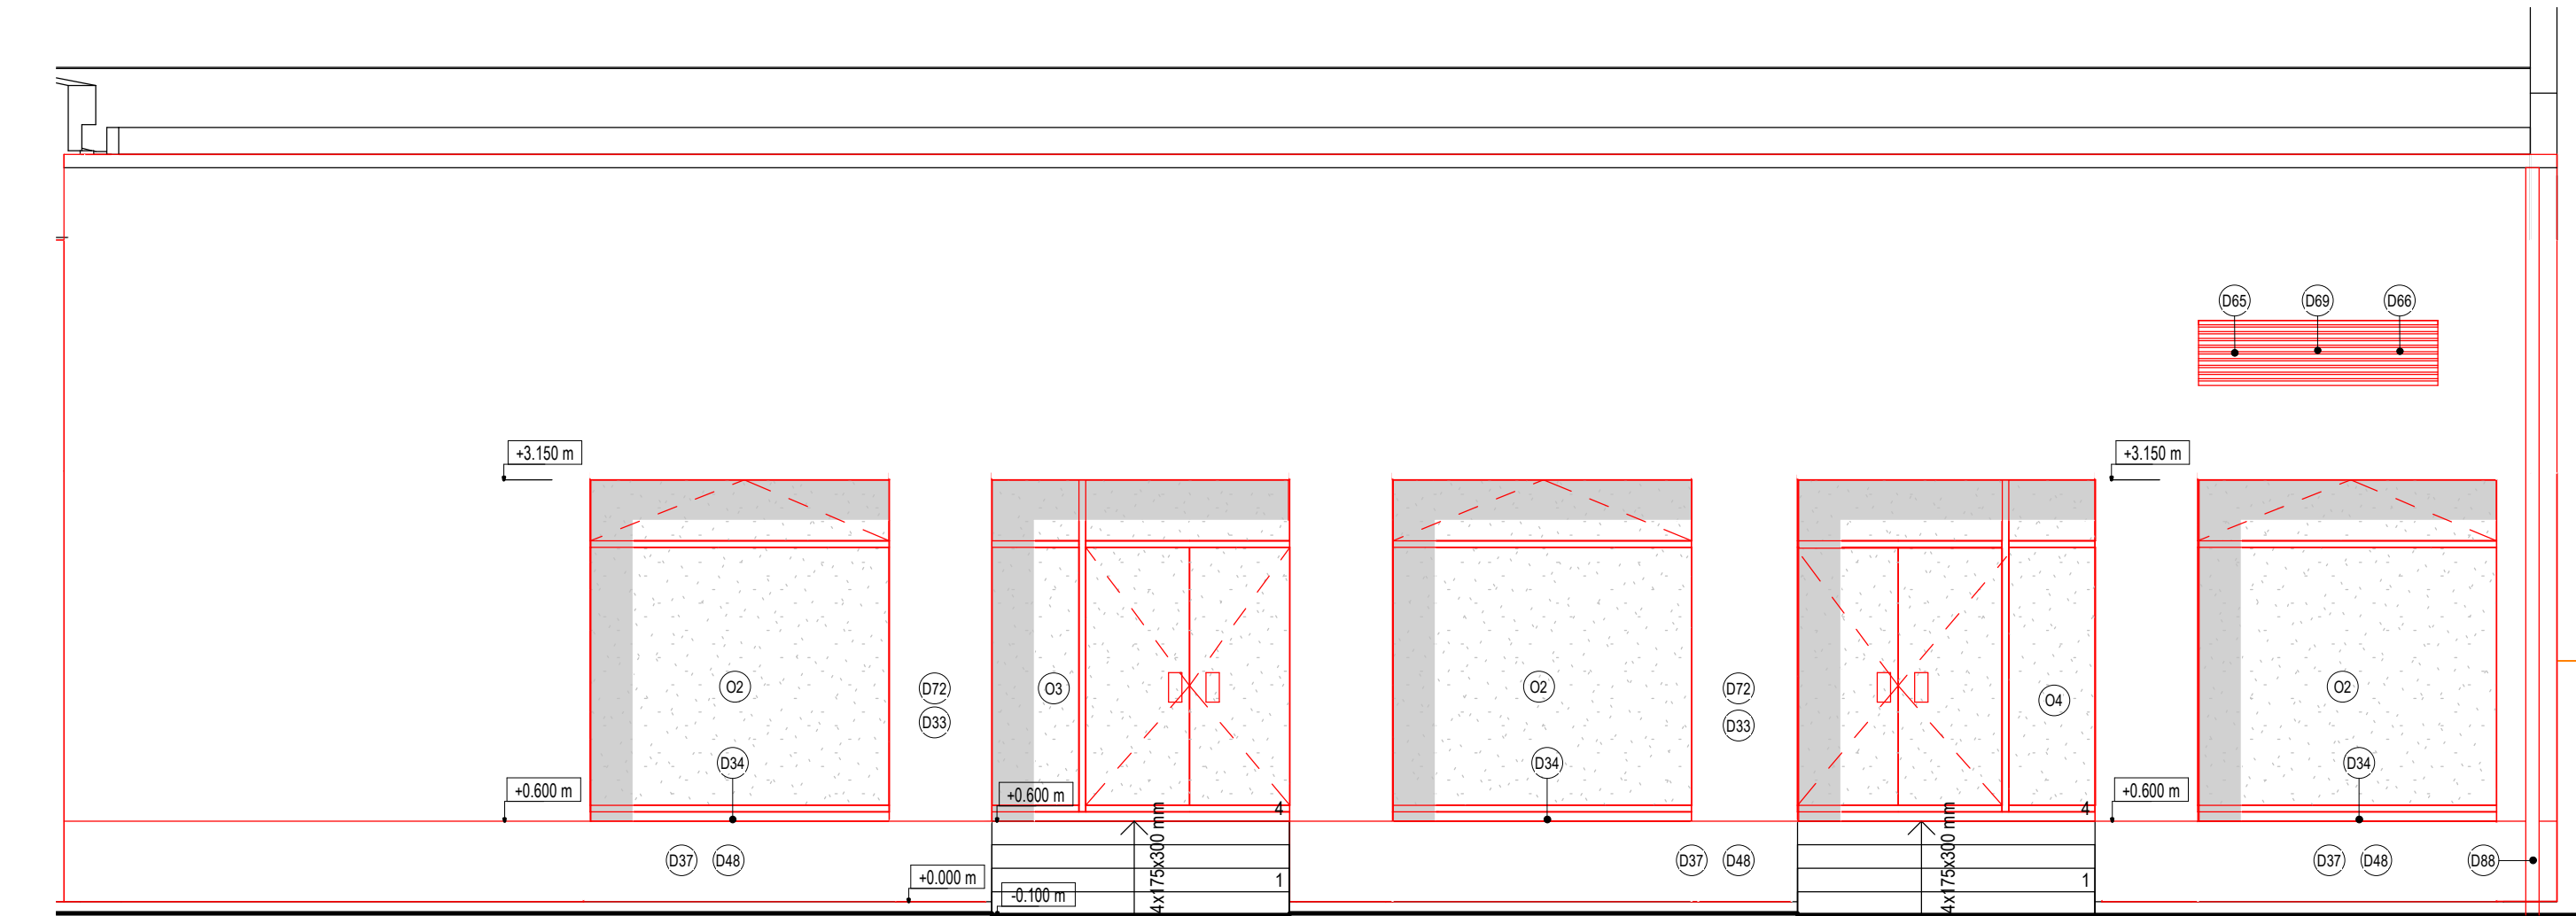 D65 D69 D66
+3.150 m
+3.150 m
O2
D72
D33
O3
O2
D72
D33
O4
O2
D34
D34
D34
+0.600 m
+0.600 m
+0.600 m
4
4
4x175x300 mm
4x175x300 mm
D37 D48
D37 D48
D37 D48
D88
+0.000 m
-0.100 m
1
1